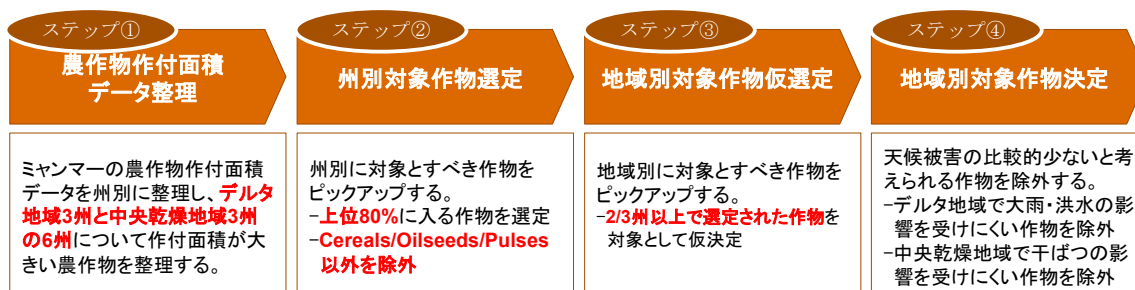 ステップ①
農作物作付面積
データ整理
ミャンマーの農作物作付面積
データを州別に整理し、デルタ
地域3州と中央乾燥地域3州
の6州について作付面積が大
きい農作物を整理する。
ステップ②
州別対象作物選定
州別に対象とすべき作物を
ピックアップする。
–上位80%に入る作物を選定
–Cereals/Oilseeds/Pulses
以外を除外
ステップ③
地域別対象作物仮選定
地域別に対象とすべき作物を
ピックアップする。
–2/3州以上で選定された作物を
対象として仮決定
ステップ④
地域別対象作物決定
天候被害の比較的少ないと考
えられる作物を除外する。
–デルタ地域で大雨・洪水の影
響を受けにくい作物を除外
–中央乾燥地域で干ばつの影
響を受けにくい作物を除外